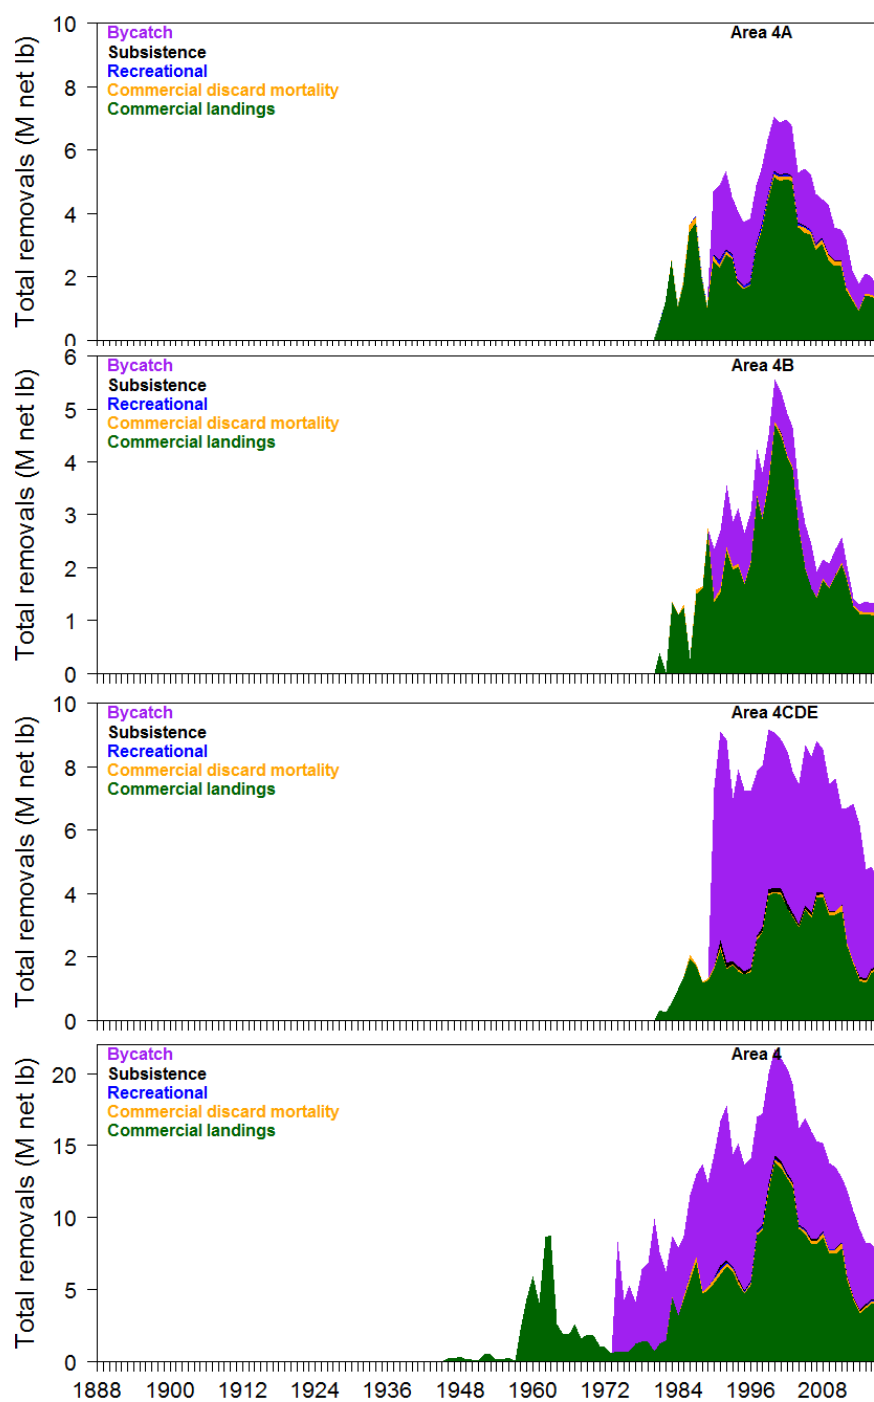 10
Bycatch
Area 4A
Subsistence
Recreational
Commercial discard mortality
Commercial landings
8
6
4
2
0
Total removals (M net lb)
6
Bycatch
Area 4B
Subsistence
Recreational
Commercial discard mortality
Commercial landings
5
4
3
2
1
0
Total removals (M net lb)
10
Bycatch
Area 4CDE
Subsistence
Recreational
Commercial discard mortality
Commercial landings
8
6
4
2
0
Total removals (M net lb)
Bycatch
Area 4
Subsistence
Recreational
Commercial discard mortality
Commercial landings
20
15
10
5
0
Total removals (M net lb)
1888 1900 1912 1924 1936 1948 1960 1972 1984 1996 2008